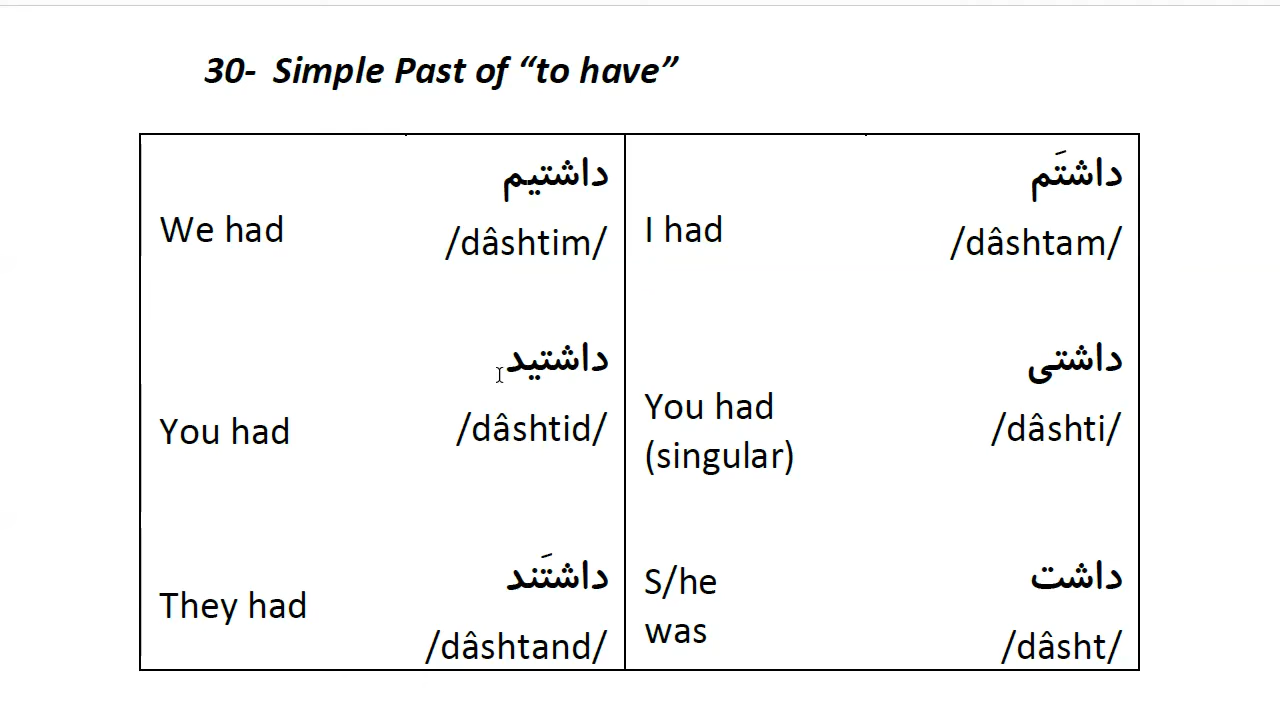 30- Simple Past of “to have”
داشتیم
We had
/dâshtim/
داشتَم
I had
/dâshtam/
داشتید
You had
/dâshtid/
داشتی
You had
(singular)
/dâshti/
داشتَند
They had
/dâshtand/
داشت
S/he
was
/dâsht/